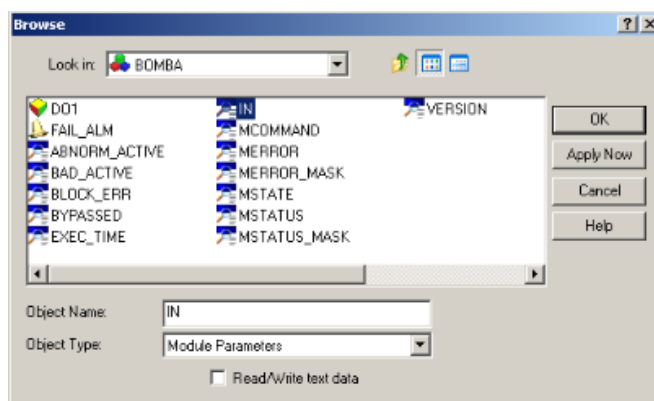 Browse
Look in: BOMBA
DO1
FAIL_ALM
ABNORM_ACTIVE
BAD_ACTIVE
BLOCK_ERR
BYPASSED
EXEC_TIME
IN
MCOMMAND
MERROR
MERROR_MASK
MSTATE
MSTATUS
MSTATUS_MASK
VERSION
OK
Apply Now
Cancel
Help
Object Name: IN
Object Type: Module Parameters
Read/Write text data